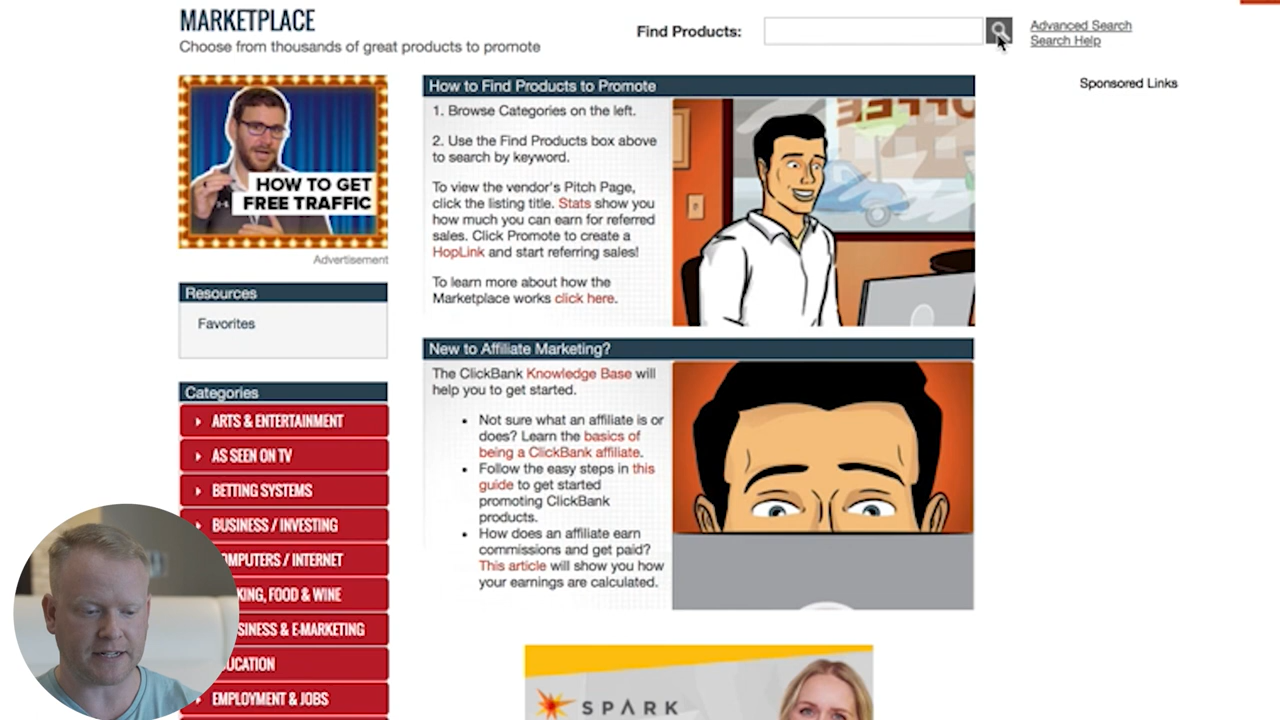 MARKETPLACE
Choose from thousands of great products to promote
Find Products:
Advanced Search
Search Help
Sponsored Links
HOW TO GET
FREE TRAFFIC
Advertisement
Resources
Favorites
Categories
ARTS & ENTERTAINMENT
AS SEEN ON TV
BETTING SYSTEMS
BUSINESS / INVESTING
OMPUTERS / INTERNET
KING, FOOD & WINE
SINESS & E-MARKETING
UCATION
EMPLOYMENT & JOBS
How to Find Products to Promote
1. Browse Categories on the left.
2. Use the Find Products box above
to search by keyword.
To view the vendor's Pitch Page,
click the listing title. Stats show you
how much you can earn for referred
sales. Click Promote to create a
HopLink and start referring sales!
To learn more about how the
Marketplace works click here.
OFFEE
New to Affiliate Marketing?
The ClickBank Knowledge Base will
help you to get started.
• Not sure what an affiliate is or
does? Learn the basics of
being a ClickBank affiliate.
• Follow the easy steps in this
guide to get started
promoting ClickBank
products.
• How does an affiliate earn
commissions and get paid?
This article will show you how
your earnings are calculated.
SPARK